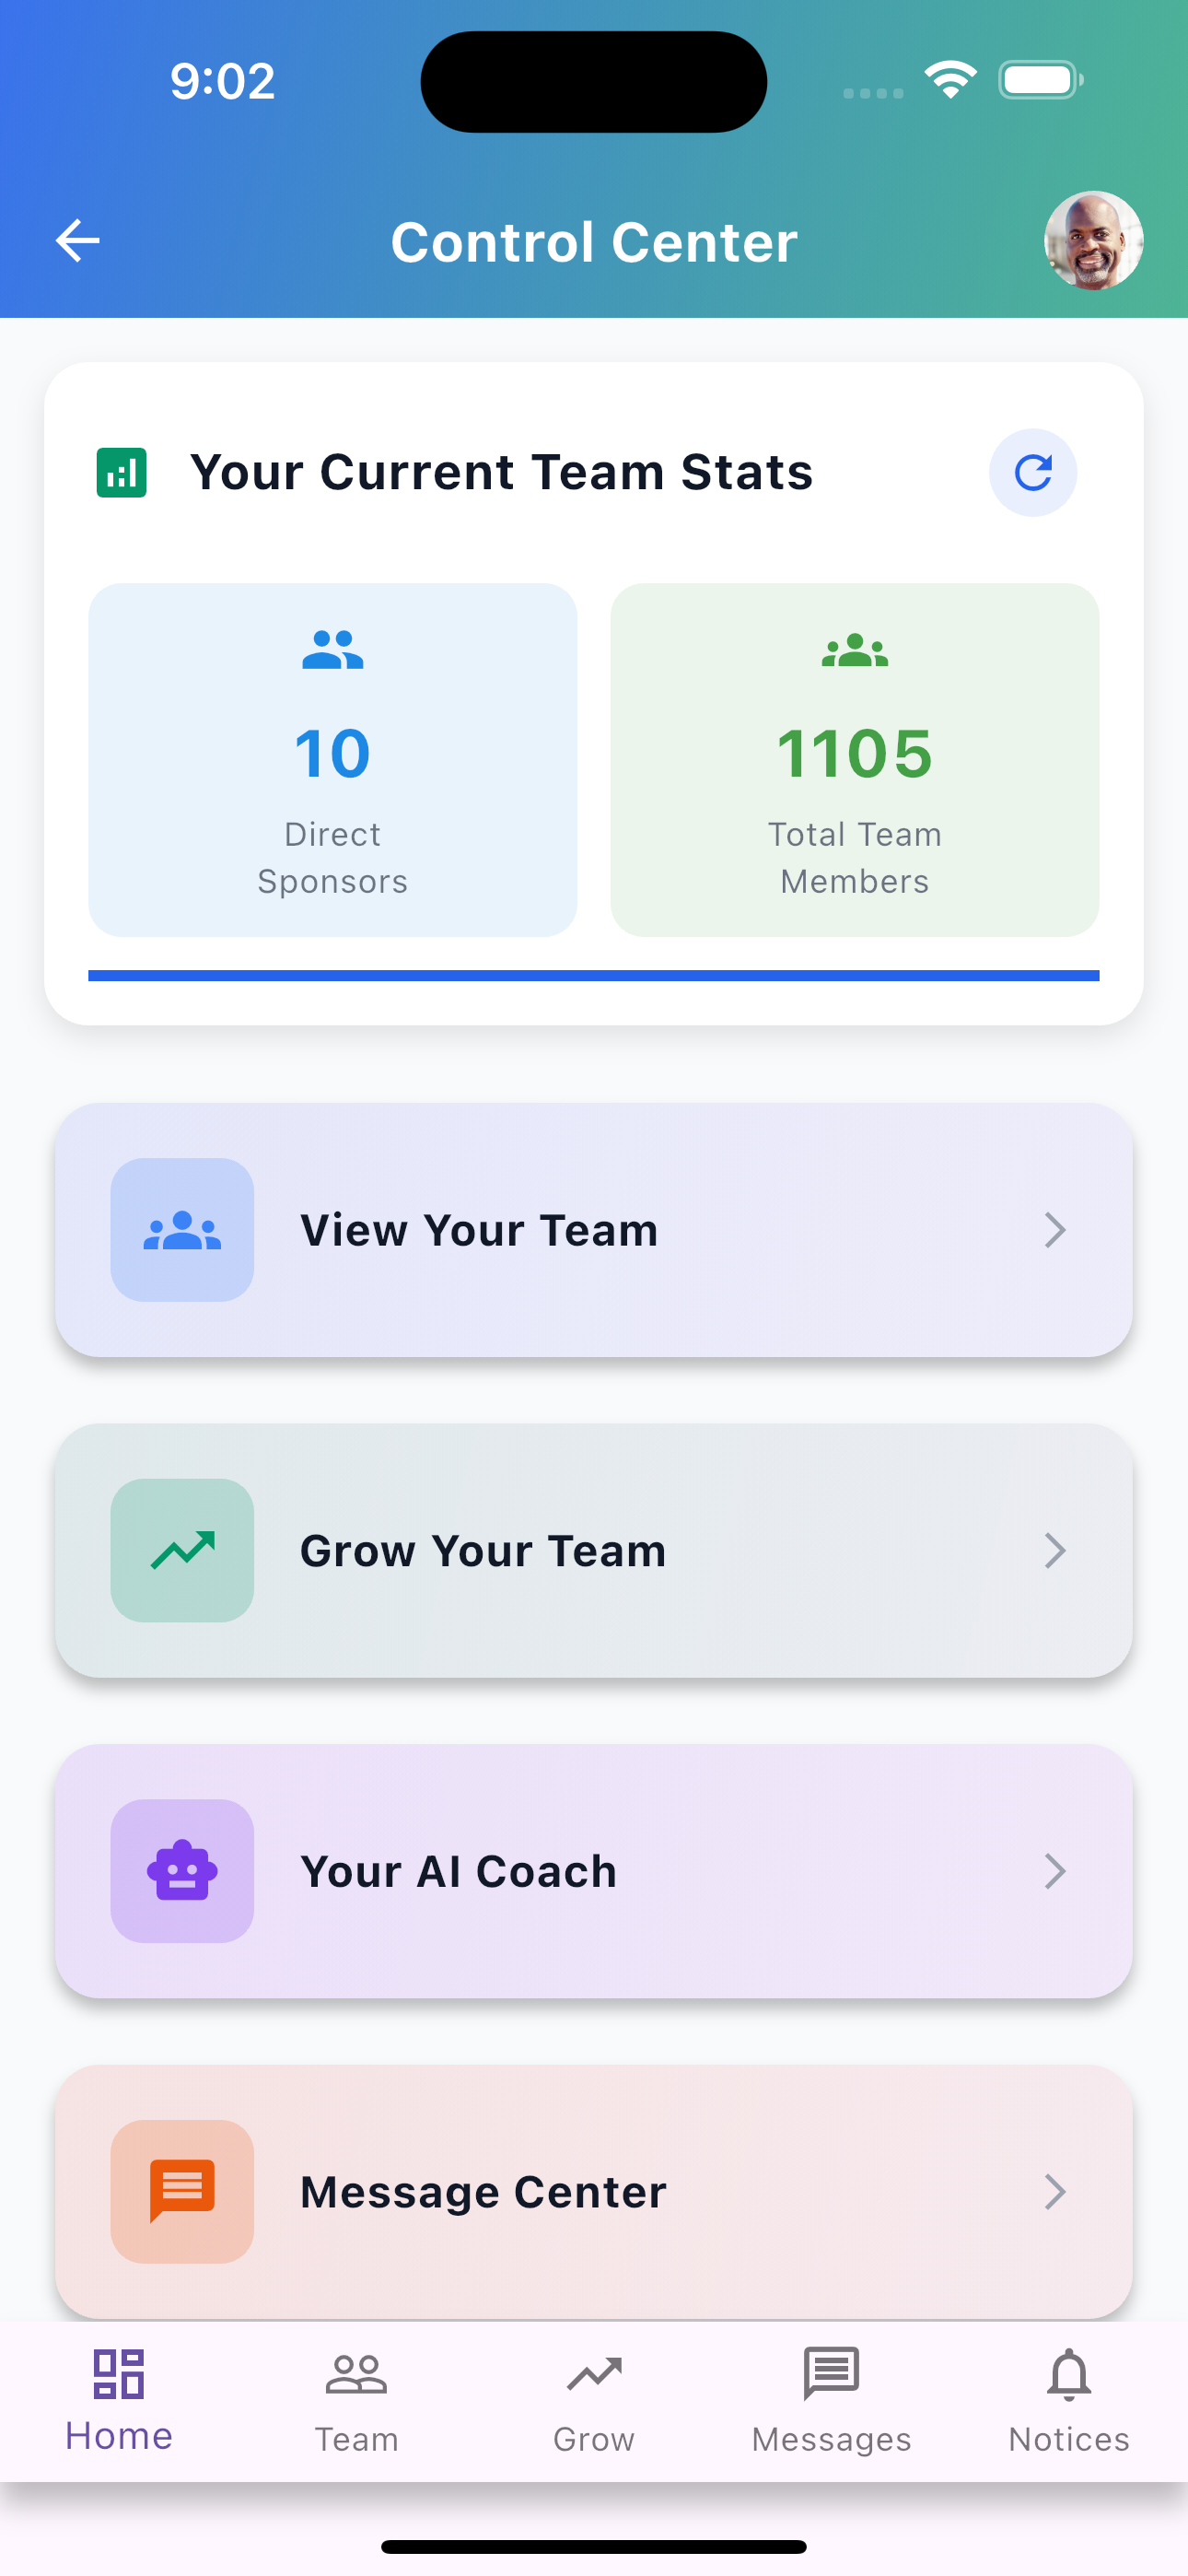 9:02
Control Center
Your Current Team Stats
10
Direct
Sponsors
1105
Total Team
Members
View Your Team
Grow Your Team
Your AI Coach
Message Center
Home
Team
Grow
Messages
Notices